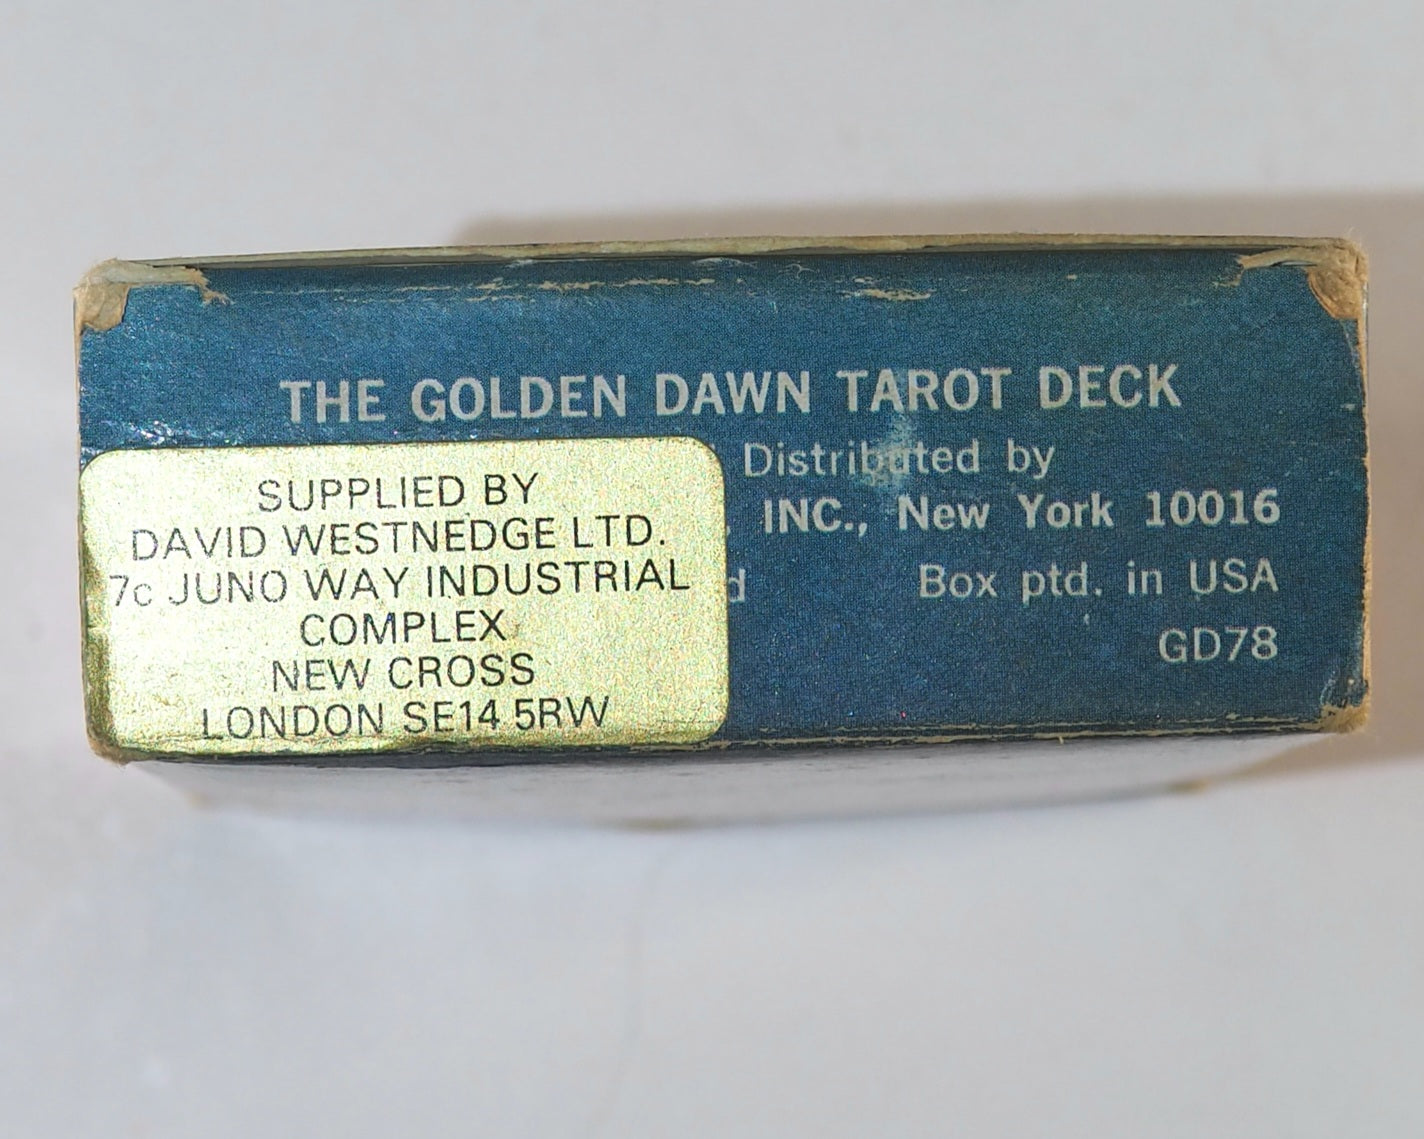 THE GOLDEN DAWN TAROT DECK
Distributed by
, INC., New York 10016
d Box ptd. in USA
GD78
SUPPLIED BY
DAVID WESTNEDGE LTD.
7c JUNO WAY INDUSTRIAL
COMPLEX
NEW CROSS
LONDON SE14 5RW